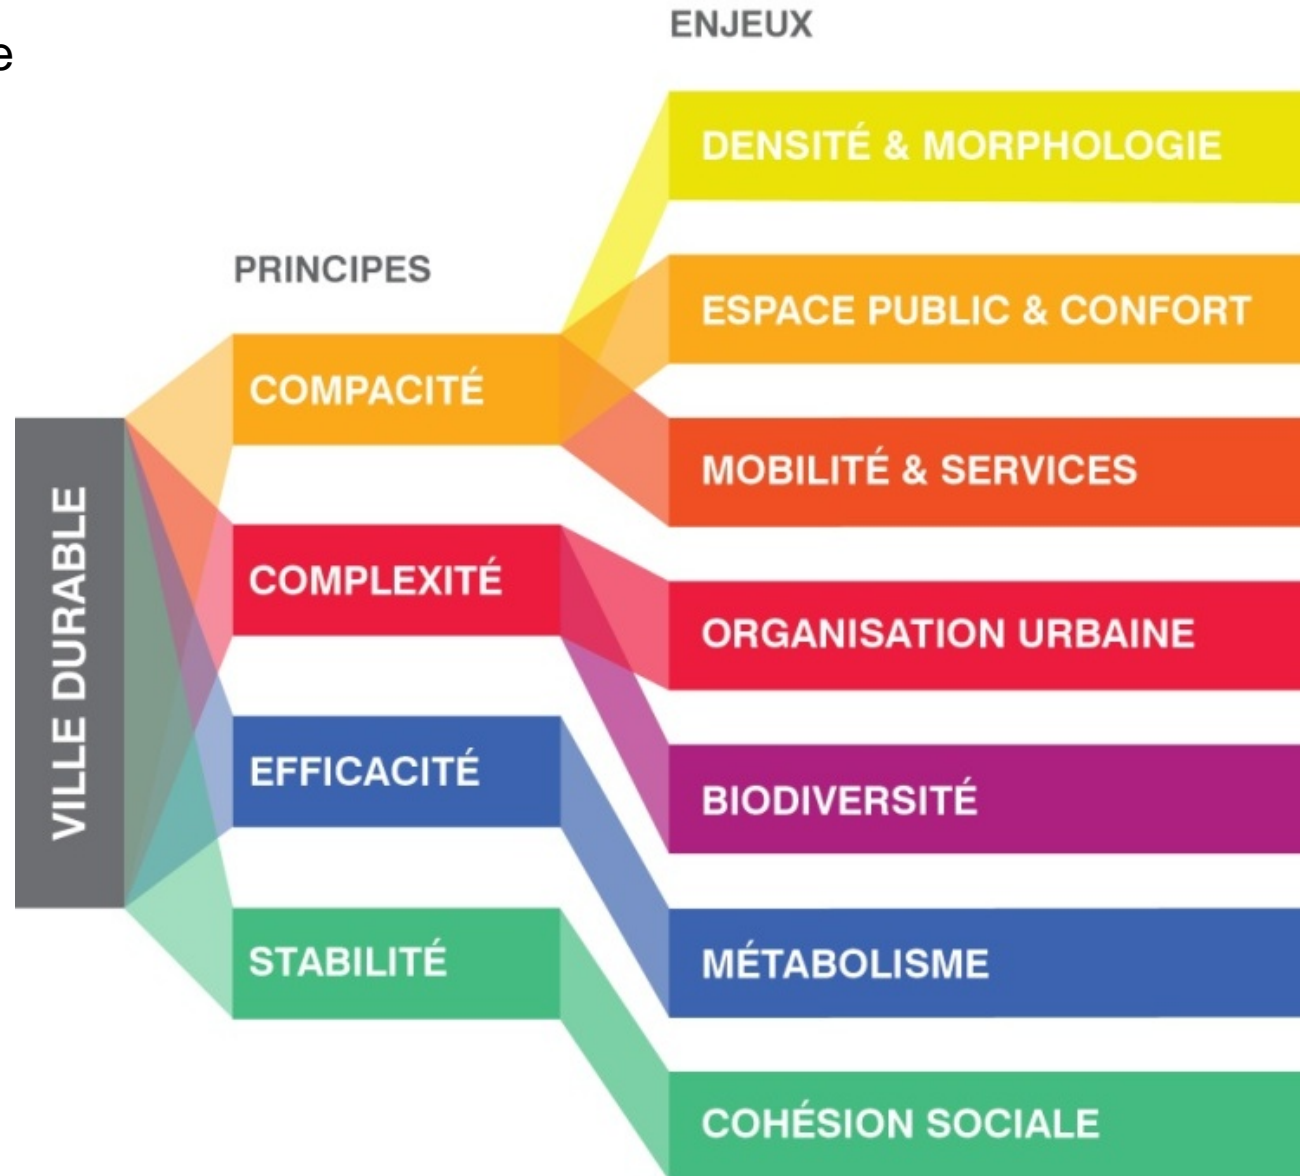 e
ENJEUX
DENSITÉ & MORPHOLOGIE
PRINCIPES
ESPACE PUBLIC & CONFORT
COMPACITÉ
MOBILITÉ & SERVICES
VILLE DURABLE
COMPLEXITÉ
ORGANISATION URBAINE
EFFICACITÉ
BIODIVERSITÉ
STABILITÉ
MÉTABOLISME
COHÉSION SOCIALE